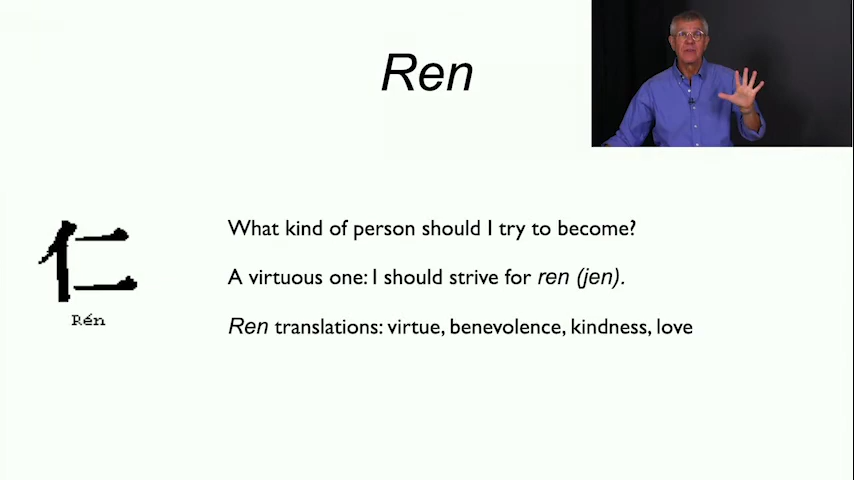 Ren
仁
Rén
What kind of person should I try to become?
A virtuous one: I should strive for ren (jen).
Ren translations: virtue, benevolence, kindness, love